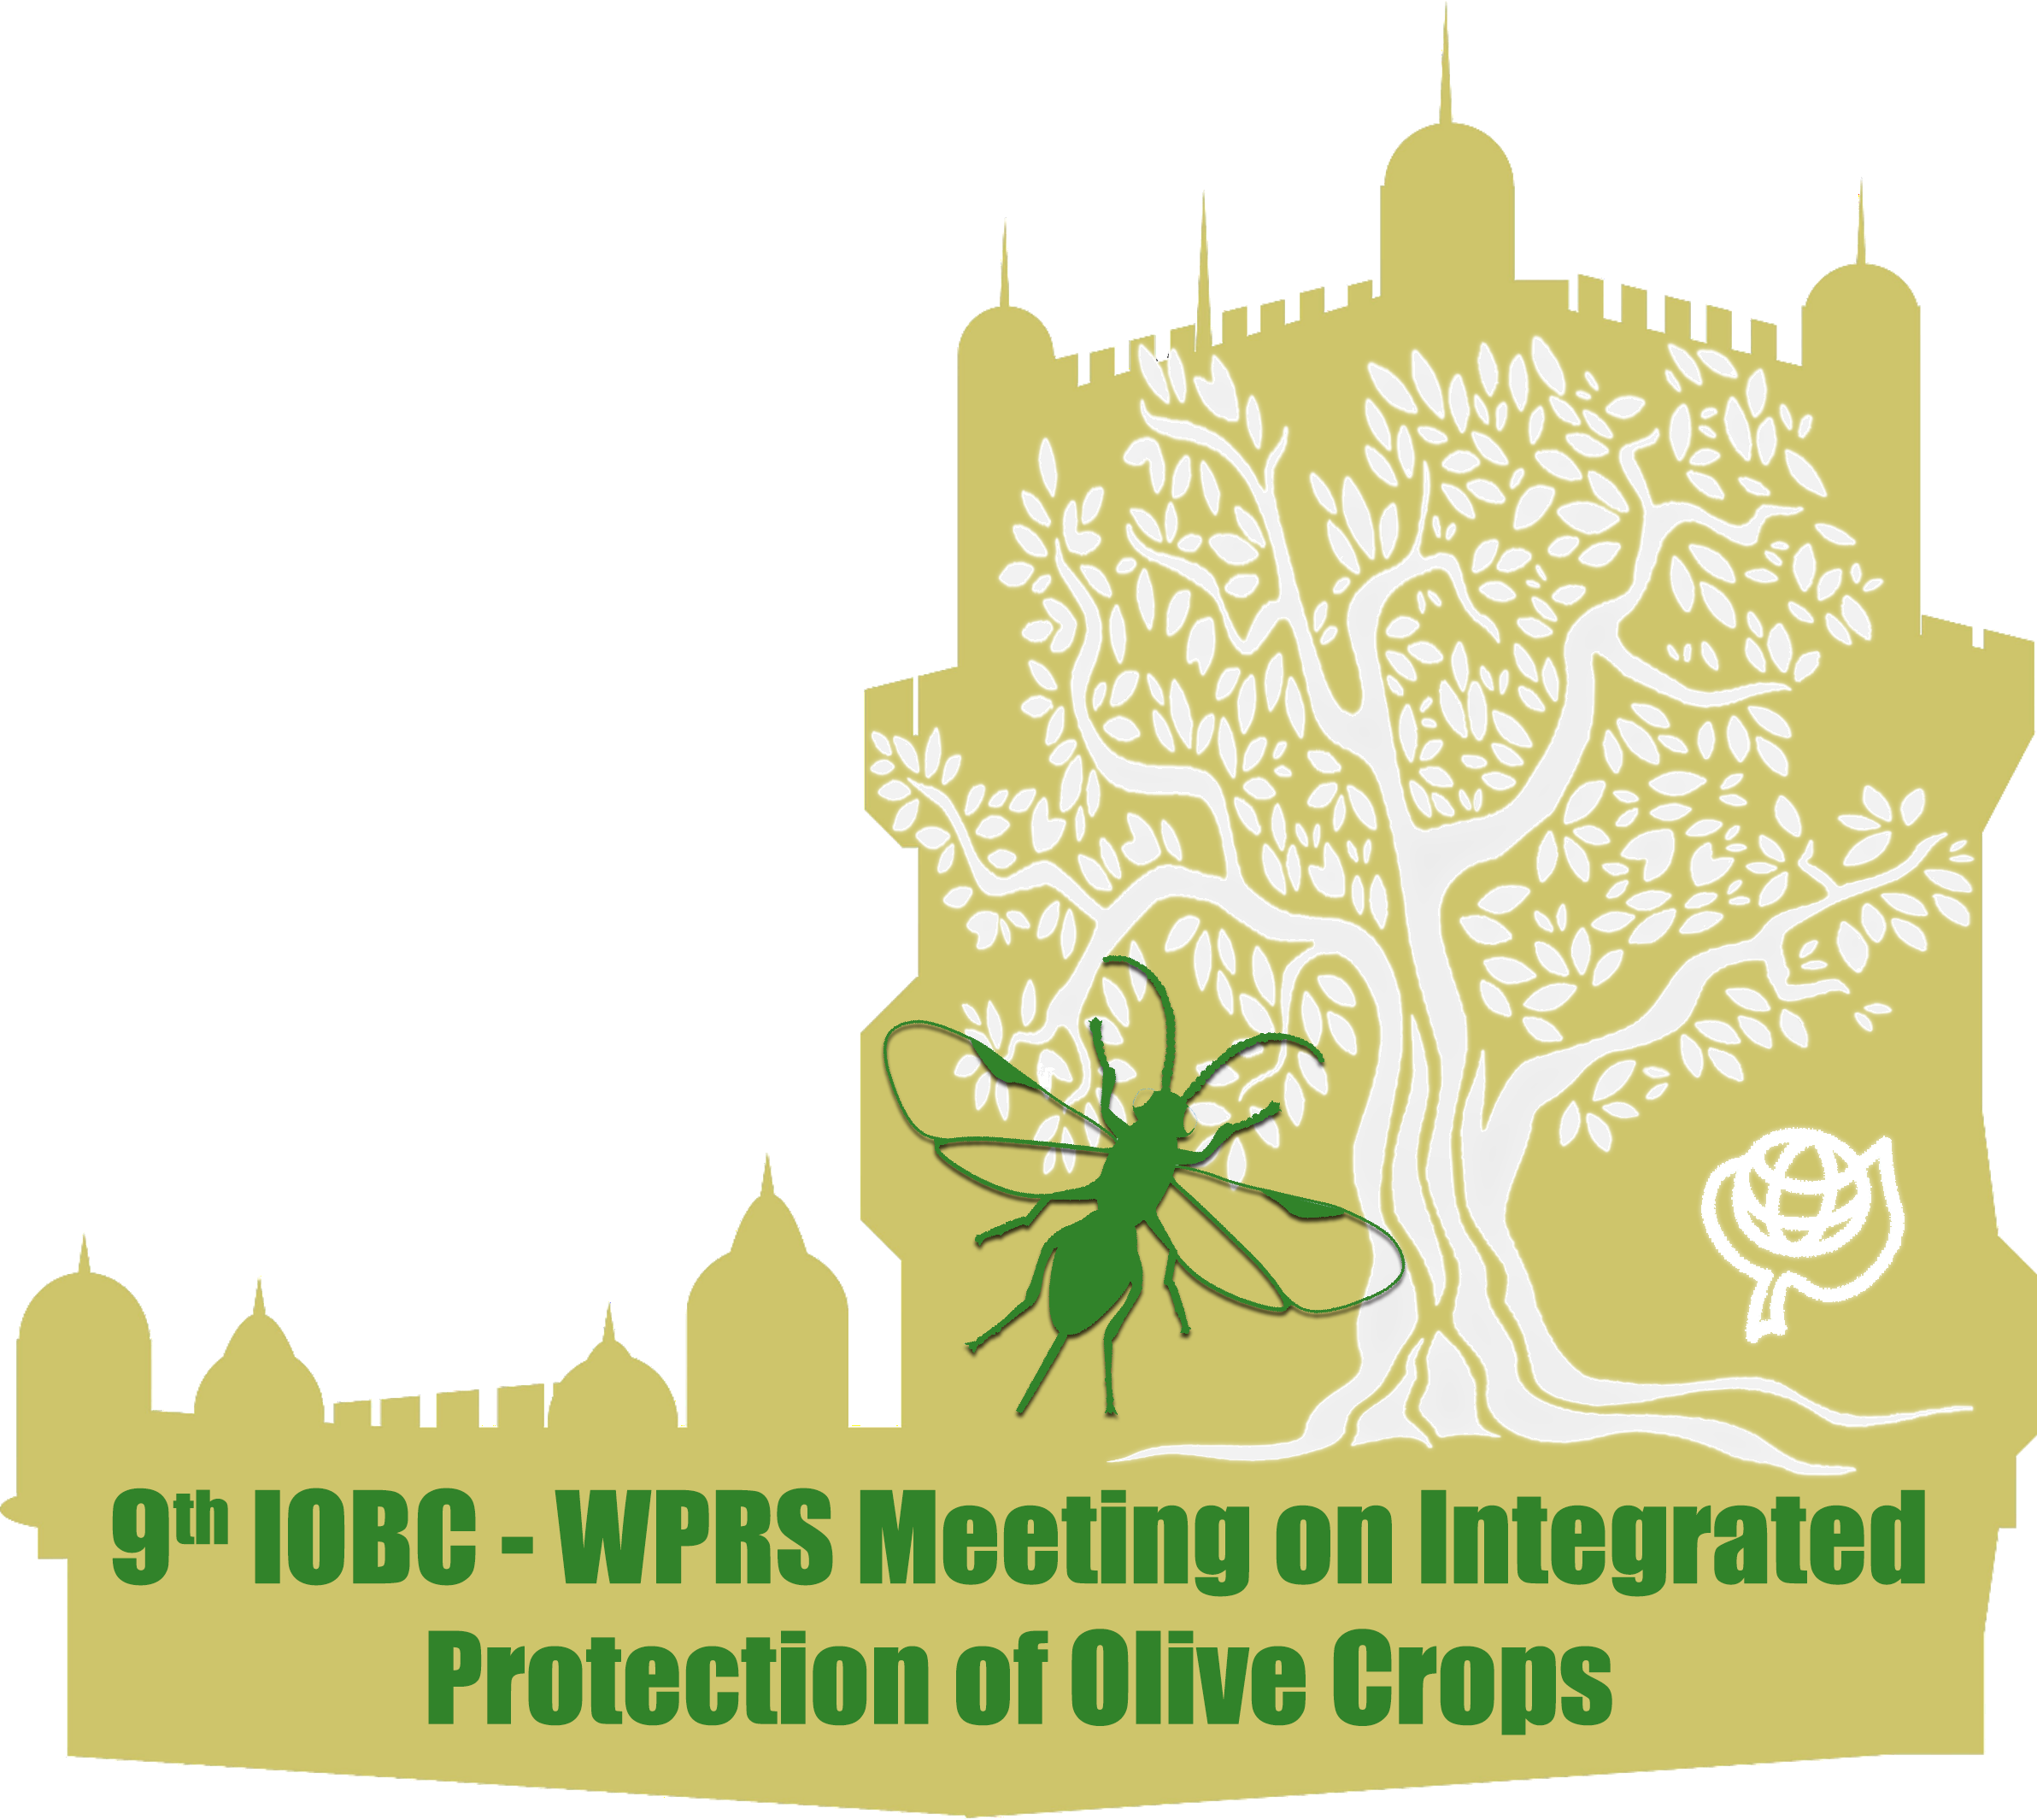 9th IOBC - WPRS Meeting on Integrated
Protection of Olive Crops